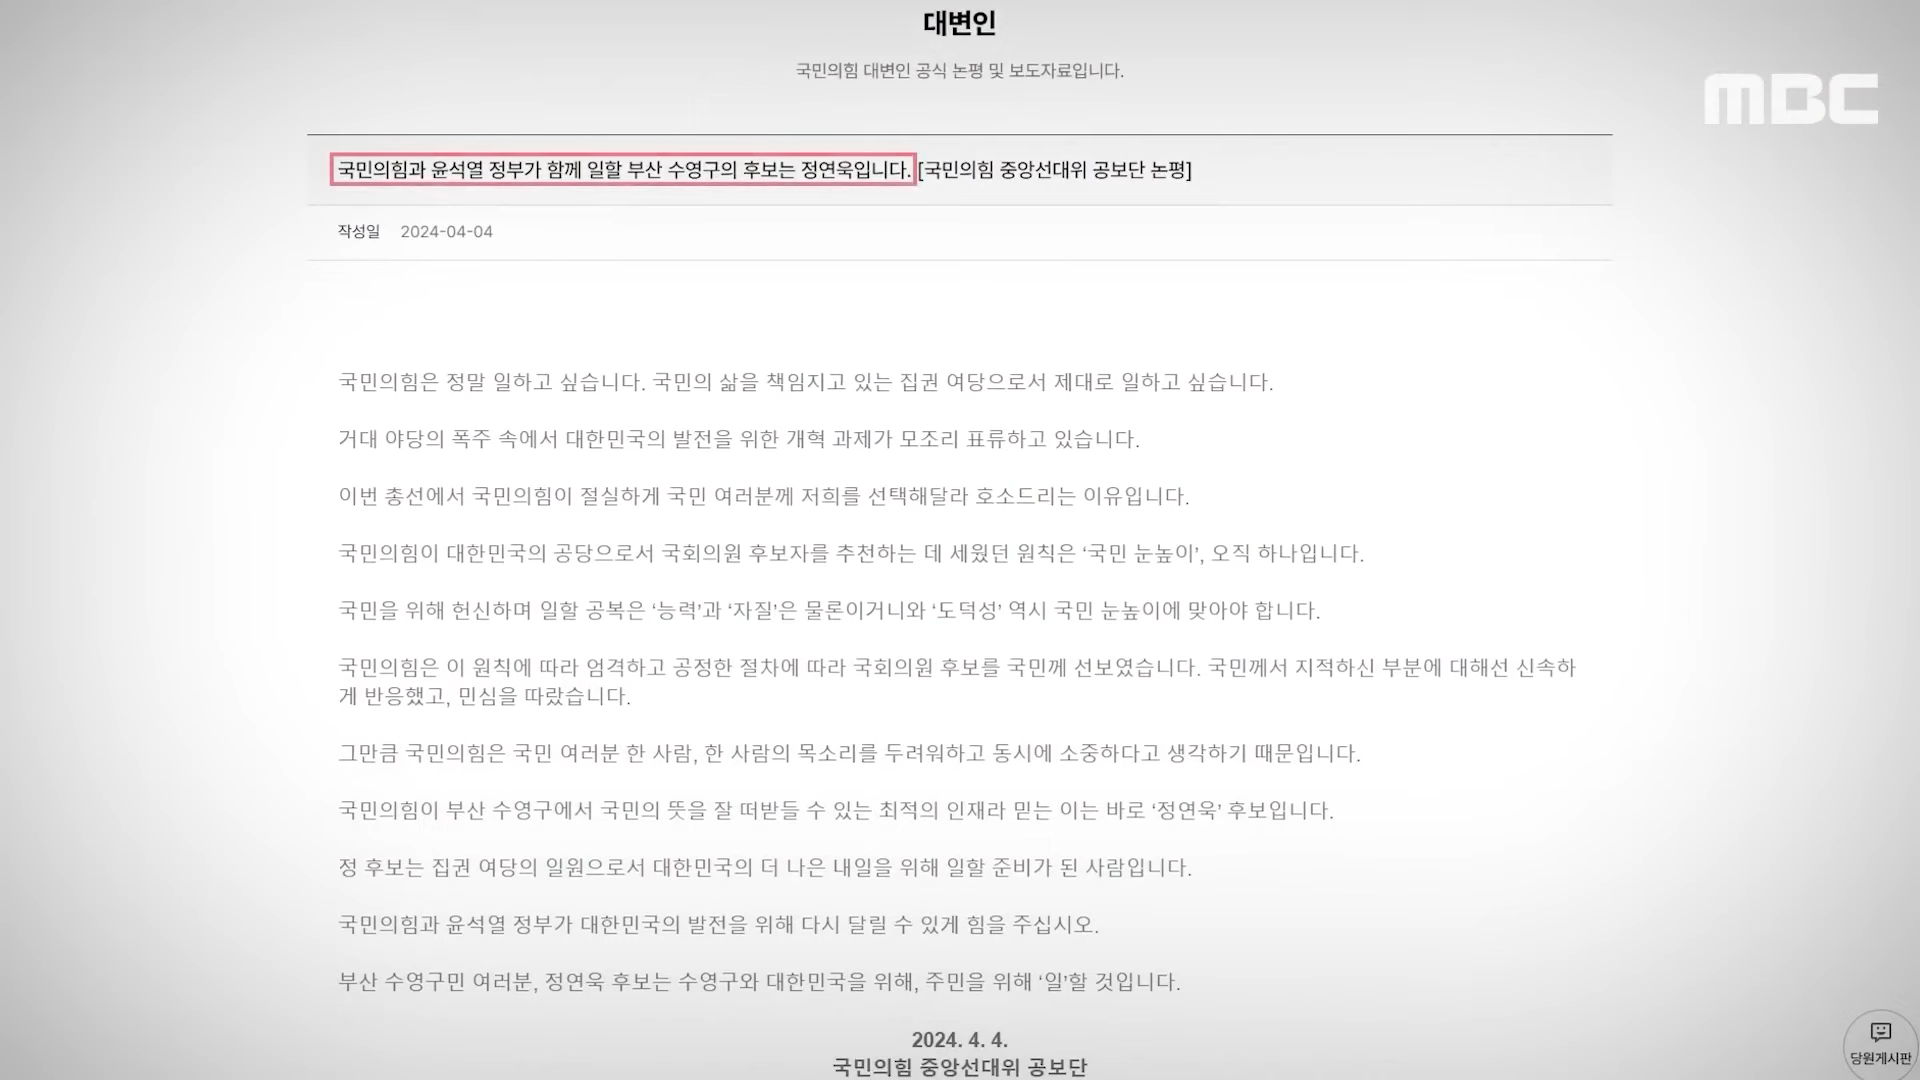 대변인
국민의힘 대변인 공식 논평 및 보도자료입니다.
MBC
국민의힘과 윤석열 정부가 함께 일할 부산 수영구의 후보는 정연욱입니다. [국민의힘 중앙선대위 공보단 논평]
작성일 2024-04-04
국민의힘은 정말 일하고 싶습니다. 국민의 삶을 책임지고 있는 집권 여당으로서 제대로 일하고 싶습니다.
거대 야당의 폭주 속에서 대한민국의 발전을 위한 개혁 과제가 모조리 표류하고 있습니다.
이번 총선에서 국민의힘이 절실하게 국민 여러분께 저희를 선택해달라 호소드리는 이유입니다.
국민의힘이 대한민국의 공당으로서 국회의원 후보자를 추천하는 데 세웠던 원칙은 ‘국민 눈높이’, 오직 하나입니다.
국민을 위해 헌신하며 일할 공복은 ‘능력’과 ‘자질’은 물론이거니와 ‘도덕성’ 역시 국민 눈높이에 맞아야 합니다.
국민의힘은 이 원칙에 따라 엄격하고 공정한 절차에 따라 국회의원 후보를 국민께 선보였습니다. 국민께서 지적하신 부분에 대해선 신속하
게 반응했고, 민심을 따랐습니다.
그만큼 국민의힘은 국민 여러분 한 사람, 한 사람의 목소리를 두려워하고 동시에 소중하다고 생각하기 때문입니다.
국민의힘이 부산 수영구에서 국민의 뜻을 잘 떠받들 수 있는 최적의 인재라 믿는 이는 바로 ‘정연욱’ 후보입니다.
정 후보는 집권 여당의 일원으로서 대한민국의 더 나은 내일을 위해 일할 준비가 된 사람입니다.
국민의힘과 윤석열 정부가 대한민국의 발전을 위해 다시 달릴 수 있게 힘을 주십시오.
부산 수영구민 여러분, 정연욱 후보는 수영구와 대한민국을 위해, 주민을 위해 ‘일’할 것입니다.
2024. 4. 4.
국민의힘 중앙선대위 공보단
당원게시판